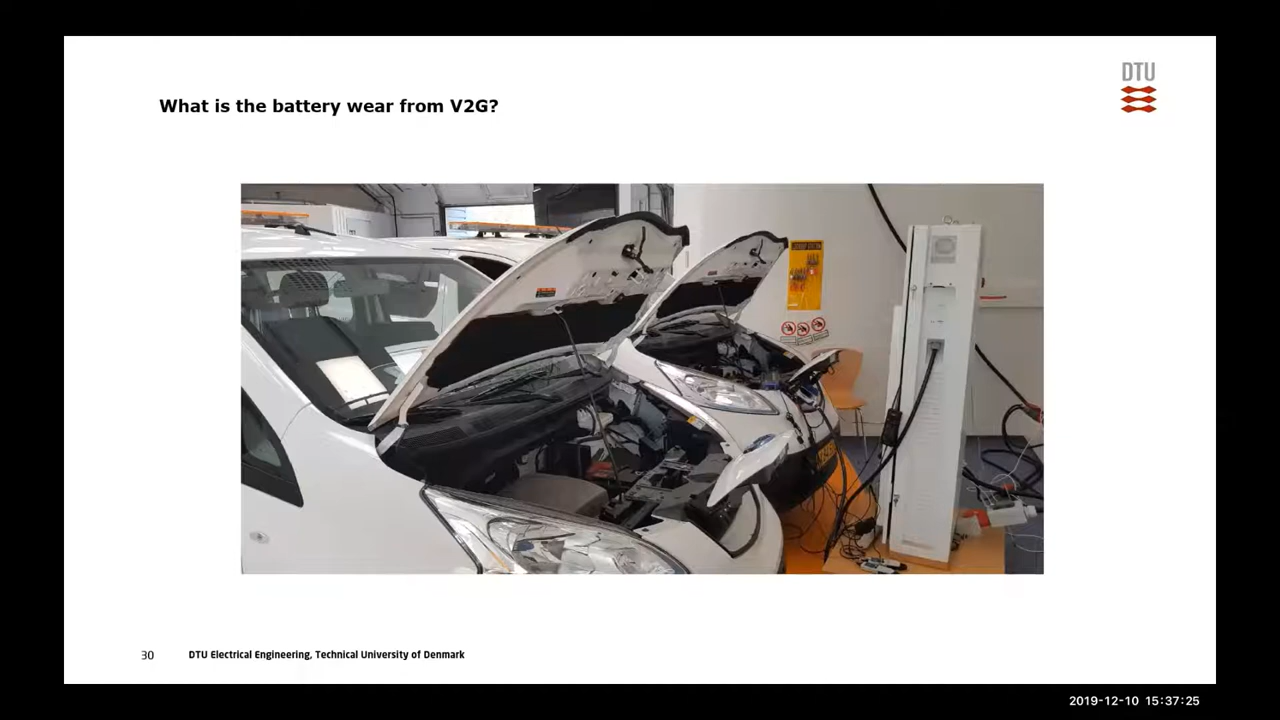 DTU
What is the battery wear from V2G?
30
DTU Electrical Engineering, Technical University of Denmark
2019-12-10 15:37:25